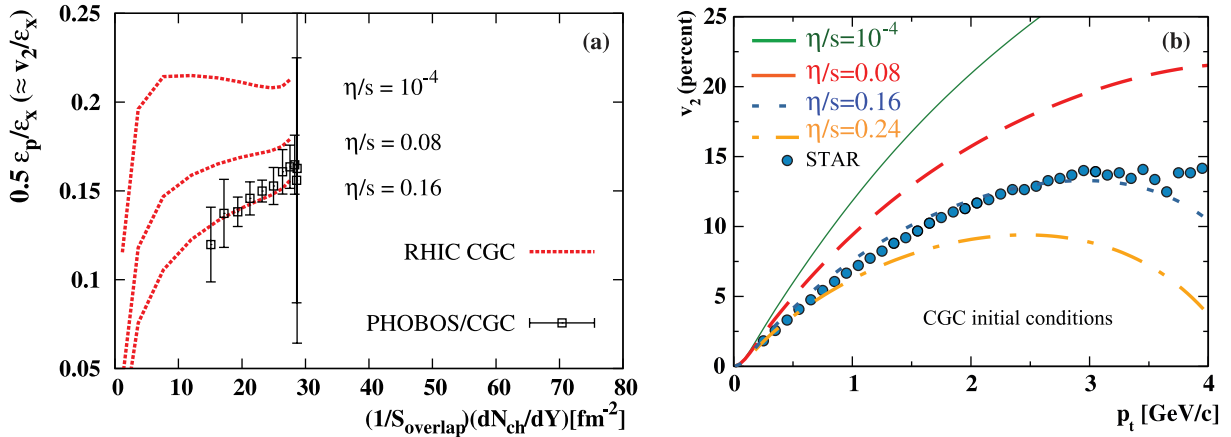 0.25
0.2
0.15
0.1
0.05
0.5 ε_p/ε_x (≈ v_2/ε_x)
(a)
η/s = 10^-4
η/s = 0.08
η/s = 0.16
RHIC CGC
PHOBOS/CGC
0 10 20 30 40 50 60 70 80
(1/S_overlap)(dN_ch/dY)[fm^-2]
25
20
15
10
5
0
v_2 (percent)
(b)
η/s=10^-4
η/s=0.08
η/s=0.16
η/s=0.24
STAR
CGC initial conditions
0 1 2 3 4
p_t [GeV/c]